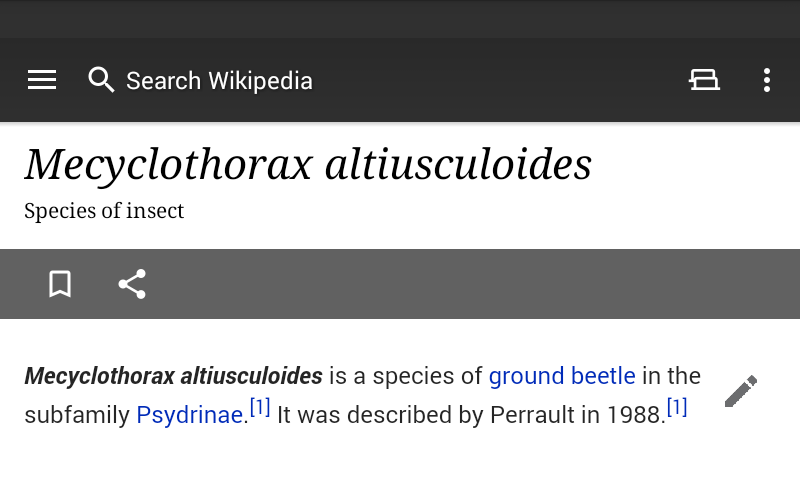 Search Wikipedia
Mecyclothorax altiusculoides
Species of insect
Mecyclothorax altiusculoides is a species of ground beetle in the
subfamily Psydrinae.[1] It was described by Perrault in 1988.[1]